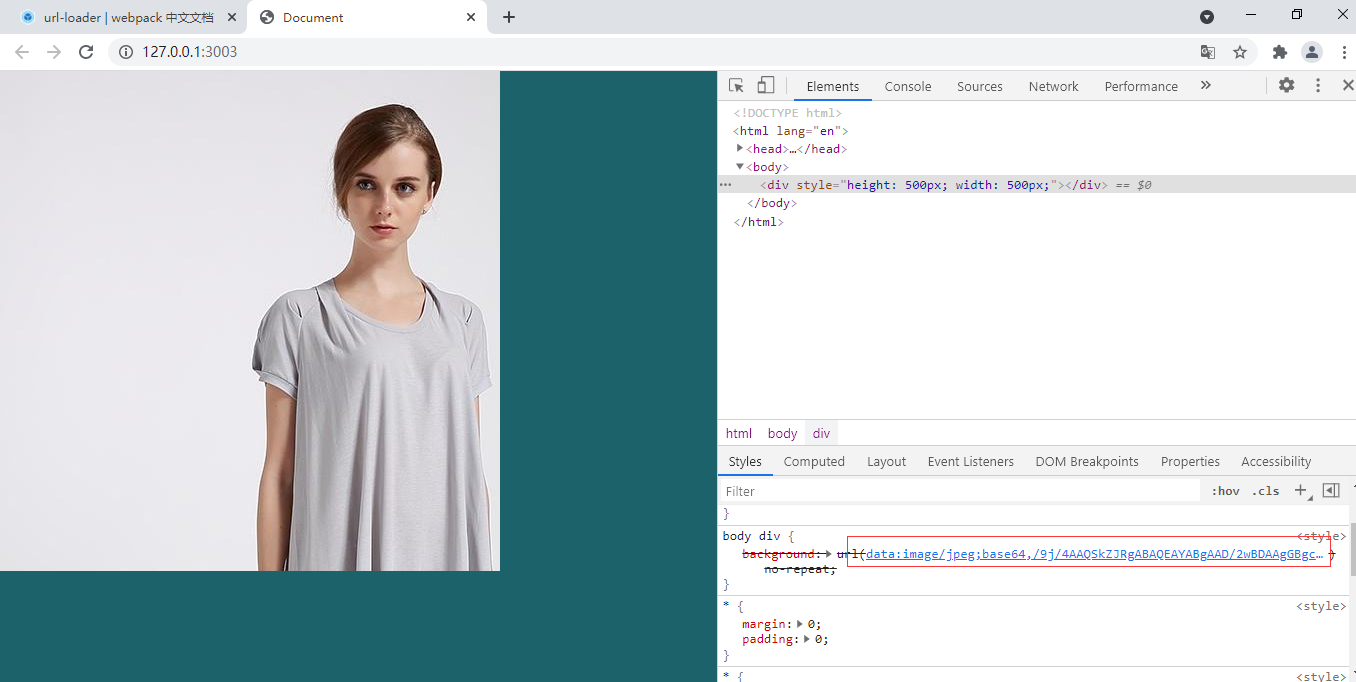 url-loader | webpack 中文文档
Document
127.0.0.1:3003
Elements Console Sources Network Performance
<!DOCTYPE html>
<html lang="en">
<head>…</head>
<body>
<div style="height: 500px; width: 500px;"></div> == $0
</body>
</html>
html body div
Styles Computed Layout Event Listeners DOM Breakpoints Properties Accessibility
Filter :hov .cls
}
body div { <style>
background: url(data:image/jpeg;base64,/9j/4AAQSkZJRgABAQEAYABgAAD/2wBDAAgGBgc… )
no-repeat;
}
* { <style>
margin: 0;
padding: 0;
}
* { <style>